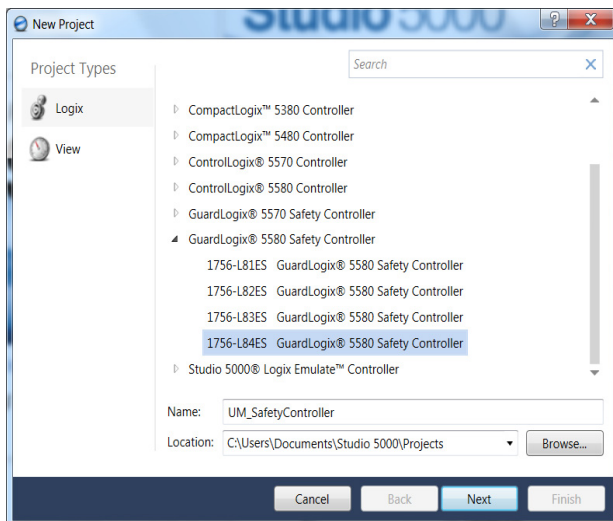 New Project
Studio 5000
Project Types
Search
Logix
View
CompactLogix™ 5380 Controller
CompactLogix™ 5480 Controller
ControlLogix® 5570 Controller
ControlLogix® 5580 Controller
GuardLogix® 5570 Safety Controller
GuardLogix® 5580 Safety Controller
1756-L81ES GuardLogix® 5580 Safety Controller
1756-L82ES GuardLogix® 5580 Safety Controller
1756-L83ES GuardLogix® 5580 Safety Controller
1756-L84ES GuardLogix® 5580 Safety Controller
Studio 5000® Logix Emulate™ Controller
Name: UM_SafetyController
Location: C:\Users\Documents\Studio 5000\Projects Browse...
Cancel Back Next Finish